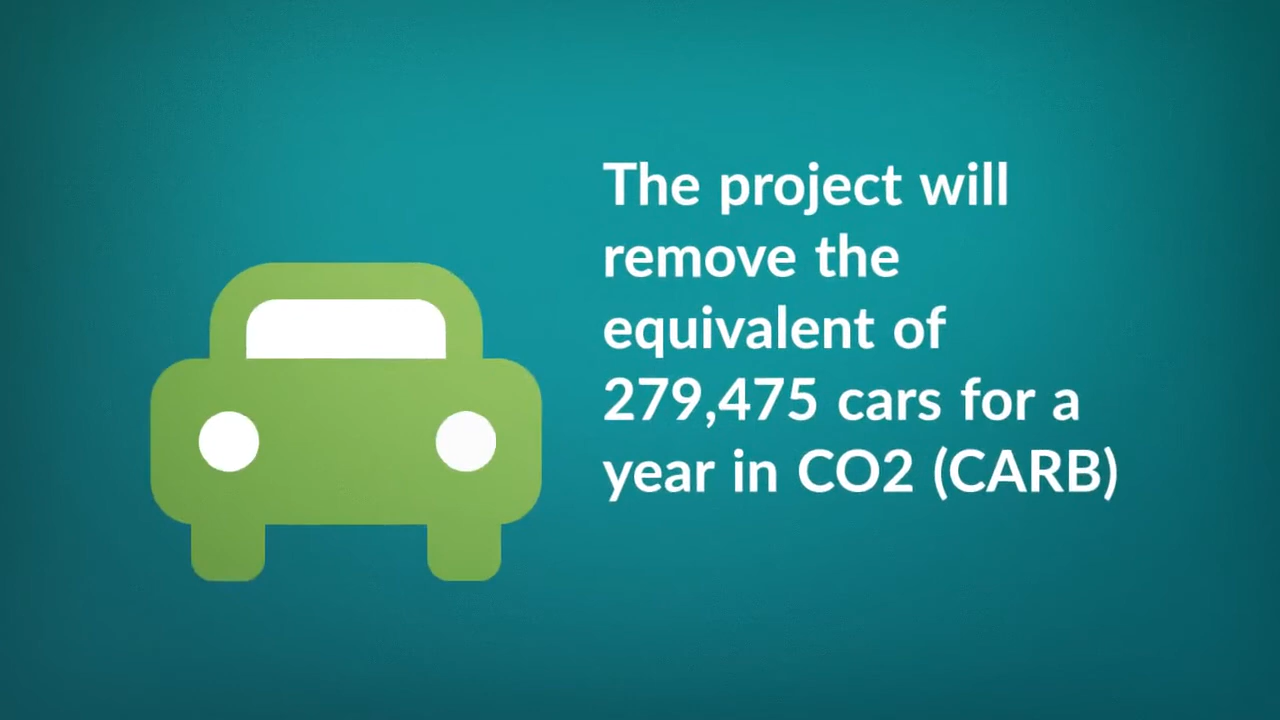 The project will
remove the
equivalent of
279,475 cars for a
year in CO2 (CARB)